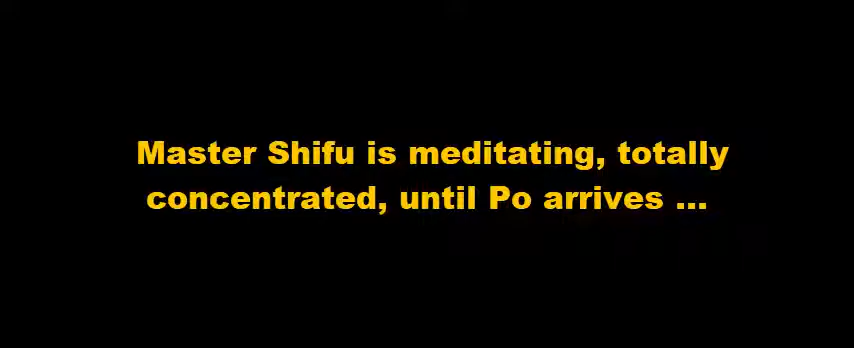 Master Shifu is meditating, totally
concentrated, until Po arrives ...